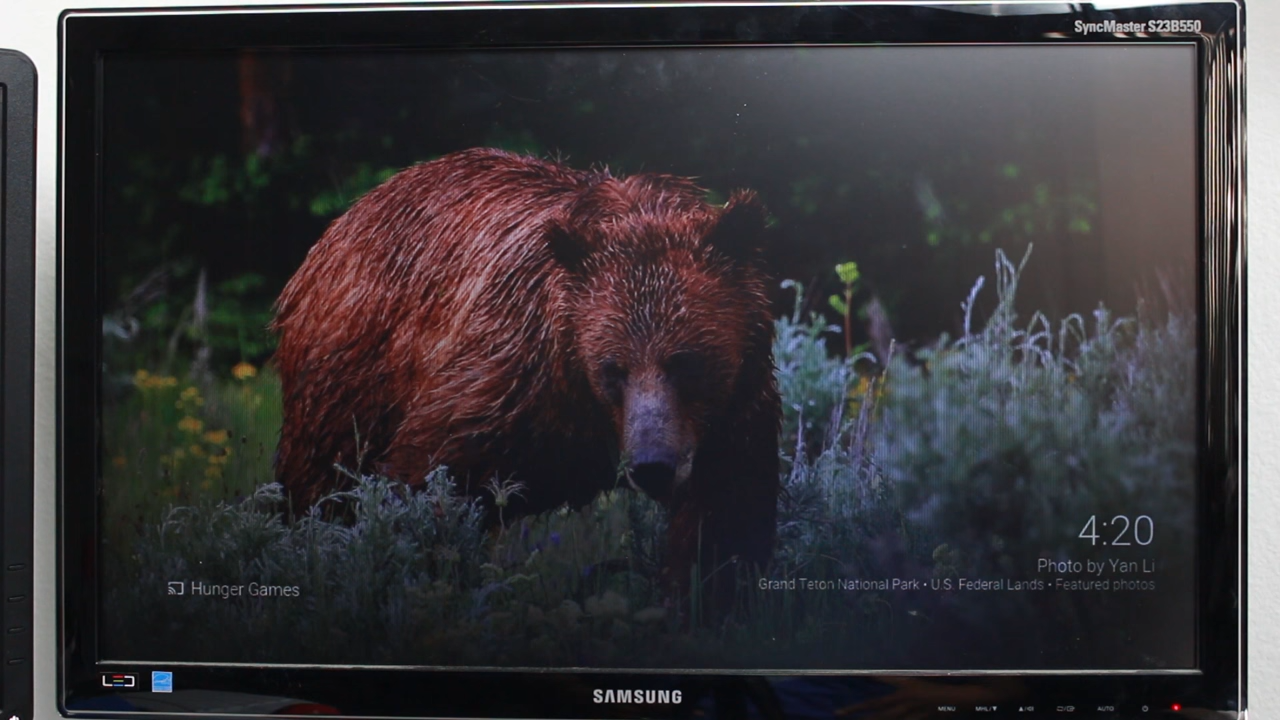 SyncMaster S23B550
4:20
Photo by Yan Li
Grand Teton National Park • U.S. Federal Lands • Featured photos
Hunger Games
LED
SAMSUNG
MENU
AUTO